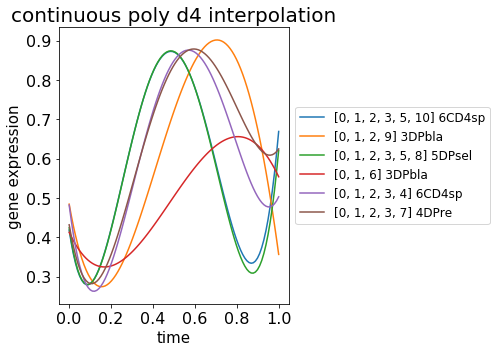 continuous poly d4 interpolation
gene expression
0.9
0.8
0.7
0.6
0.5
0.4
0.3
0.0 0.2 0.4 0.6 0.8 1.0
time
[0, 1, 2, 3, 5, 10] 6CD4sp
[0, 1, 2, 9] 3DPbla
[0, 1, 2, 3, 5, 8] 5DPsel
[0, 1, 6] 3DPbla
[0, 1, 2, 3, 4] 6CD4sp
[0, 1, 2, 3, 7] 4DPre